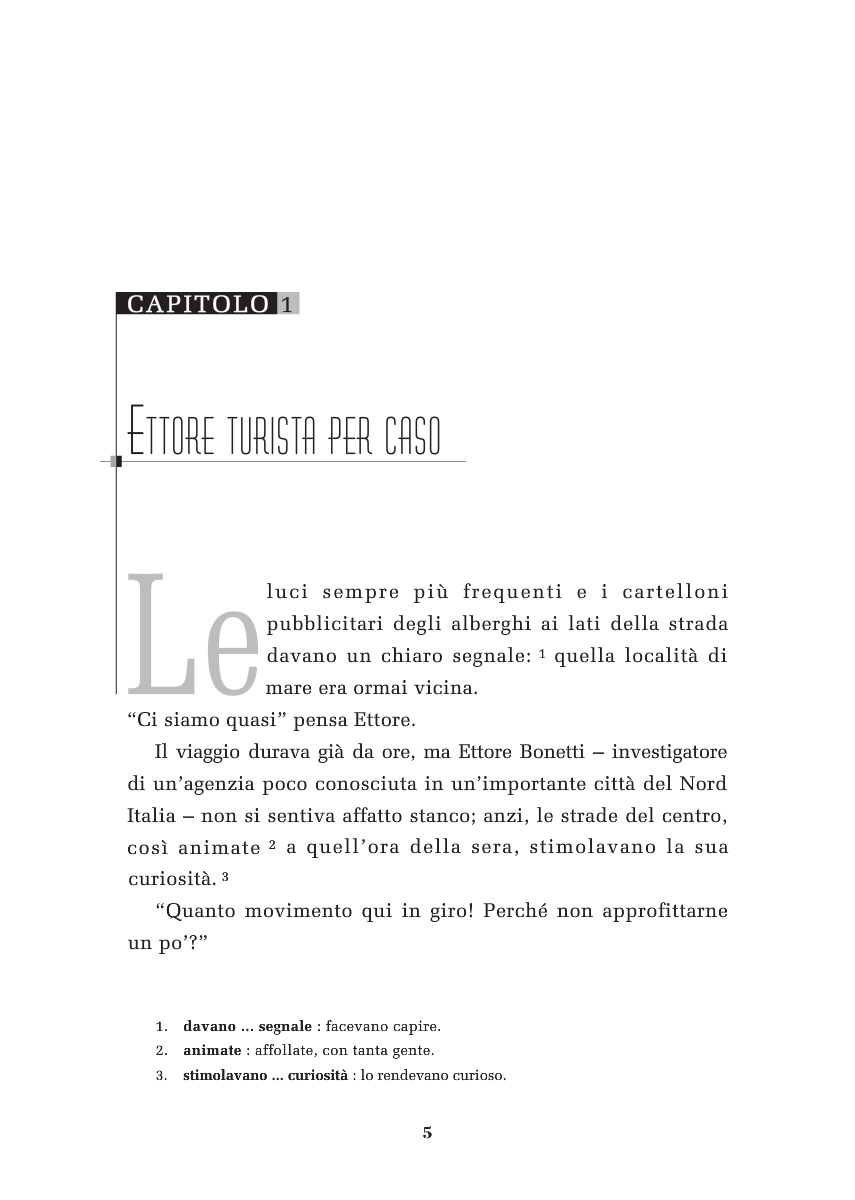 CAPITOLO 1
ETTORE TURISTA PER CASO
Le luci sempre più frequenti e i cartelloni
pubblicitari degli alberghi ai lati della strada
davano un chiaro segnale: ¹ quella località di
mare era ormai vicina.
“Ci siamo quasi” pensa Ettore.
Il viaggio durava già da ore, ma Ettore Bonetti – investigatore
di un’agenzia poco conosciuta in un’importante città del Nord
Italia – non si sentiva affatto stanco; anzi, le strade del centro,
così animate ² a quell’ora della sera, stimolavano la sua
curiosità. ³
“Quanto movimento qui in giro! Perché non approfittarne
un po’?”
1. davano ... segnale : facevano capire.
2. animate : affollate, con tanta gente.
3. stimolavano ... curiosità : lo rendevano curioso.
5